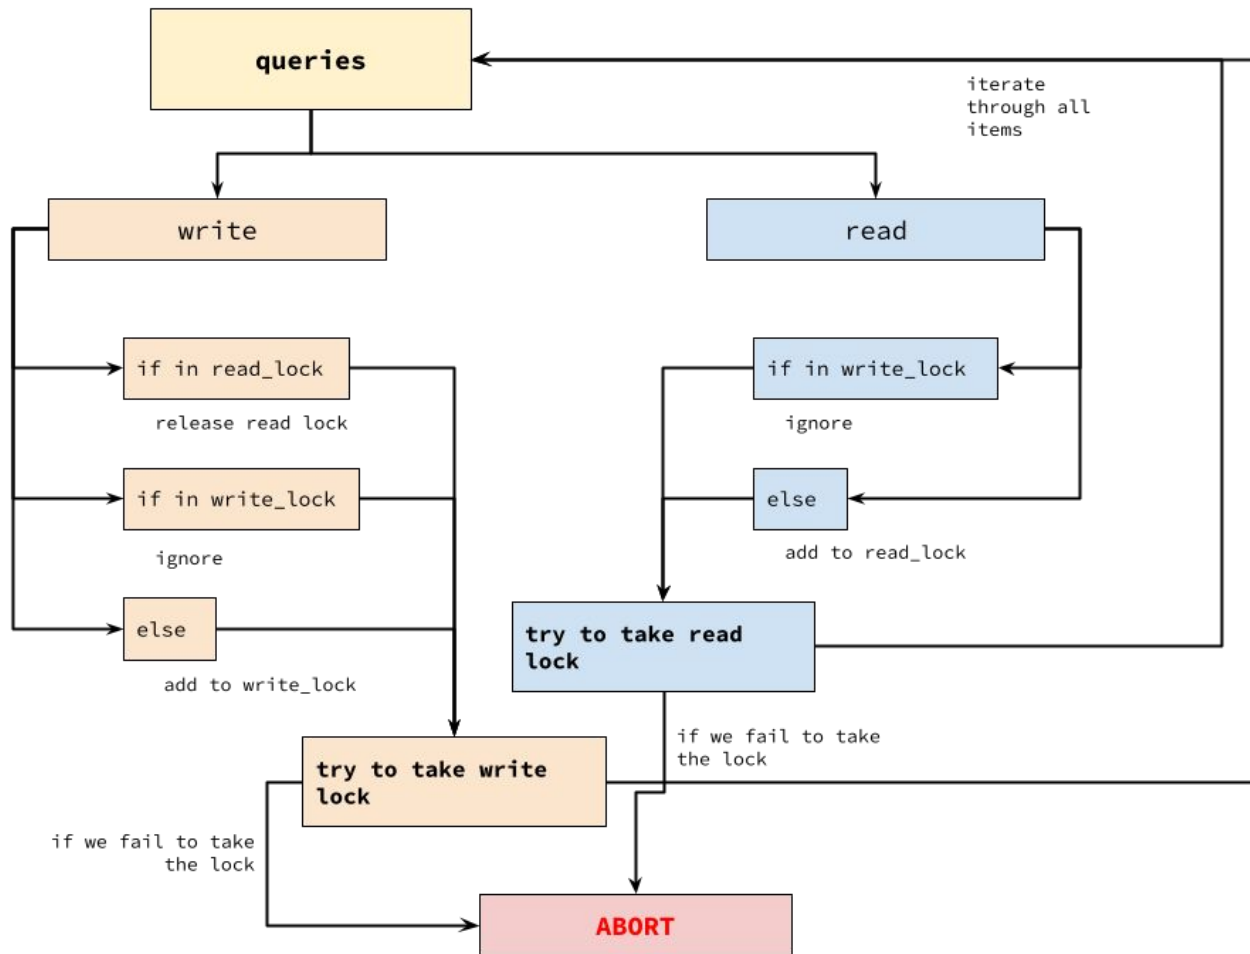 queries
iterate
through all
items
write
read
if in read_lock
release read lock
if in write_lock
ignore
if in write_lock
ignore
else
add to read_lock
else
add to write_lock
try to take read
lock
if we fail to take
the lock
try to take write
lock
if we fail to take
the lock
ABORT